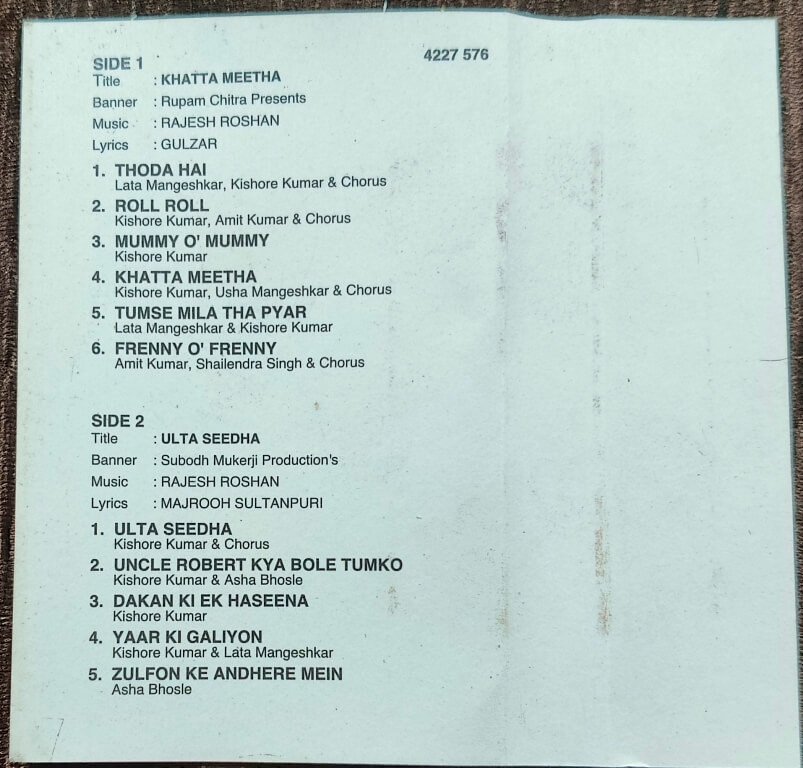 4227 576
SIDE 1
Title : KHATTA MEETHA
Banner : Rupam Chitra Presents
Music : RAJESH ROSHAN
Lyrics : GULZAR
1. THODA HAI
Lata Mangeshkar, Kishore Kumar & Chorus
2. ROLL ROLL
Kishore Kumar, Amit Kumar & Chorus
3. MUMMY O' MUMMY
Kishore Kumar
4. KHATTA MEETHA
Kishore Kumar, Usha Mangeshkar & Chorus
5. TUMSE MILA THA PYAR
Lata Mangeshkar & Kishore Kumar
6. FRENNY O' FRENNY
Amit Kumar, Shailendra Singh & Chorus
SIDE 2
Title : ULTA SEEDHA
Banner : Subodh Mukerji Production's
Music : RAJESH ROSHAN
Lyrics : MAJROOH SULTANPURI
1. ULTA SEEDHA
Kishore Kumar & Chorus
2. UNCLE ROBERT KYA BOLE TUMKO
Kishore Kumar & Asha Bhosle
3. DAKAN KI EK HASEENA
Kishore Kumar
4. YAAR KI GALIYON
Kishore Kumar & Lata Mangeshkar
5. ZULFON KE ANDHERE MEIN
Asha Bhosle